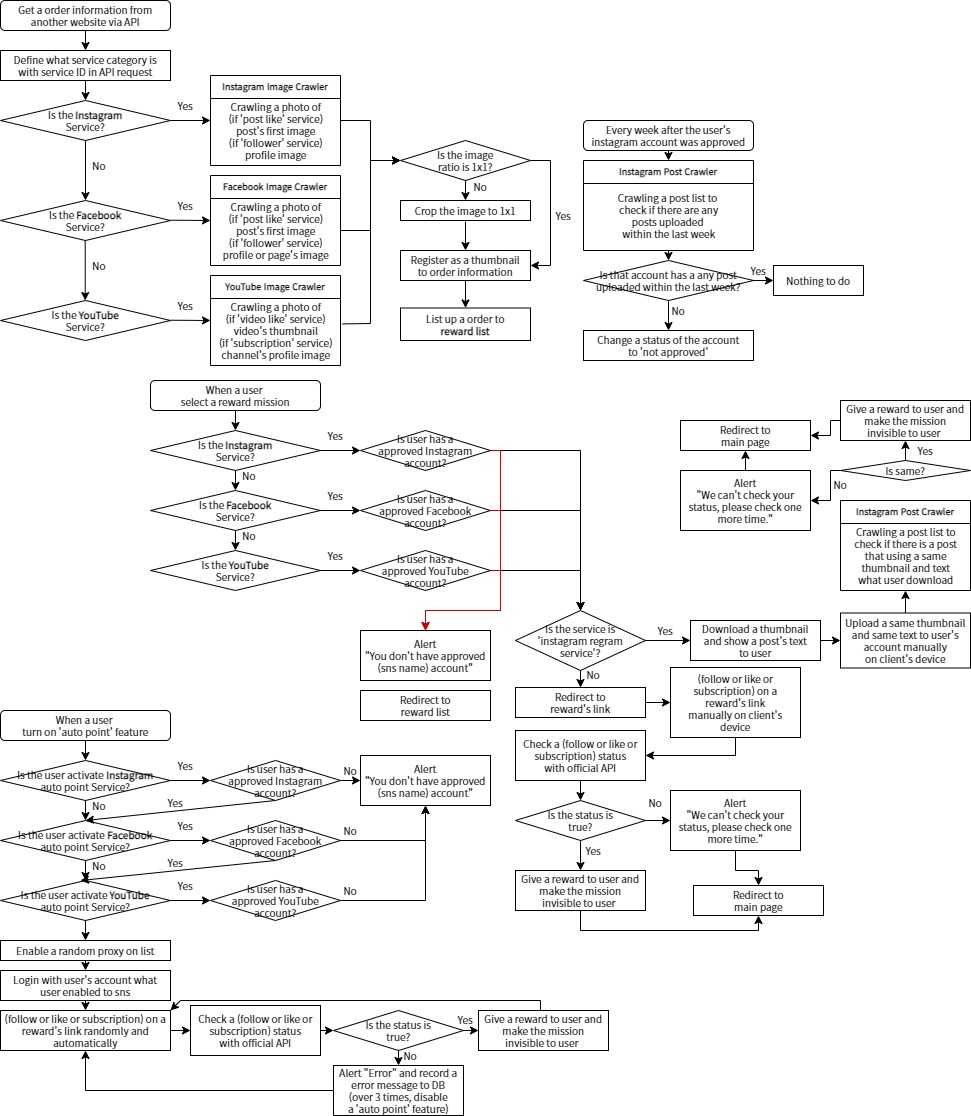 Get a order information from
another website via API
Define what service category is
with service ID in API request
Is the Instagram
Service?
Yes
No
Instagram Image Crawler
Crawling a photo of
(if 'post like' service)
post's first image
(if 'follower' service)
profile image
Is the Facebook
Service?
Yes
No
Facebook Image Crawler
Crawling a photo of
(if 'post like' service)
post's first image
(if 'follower' service)
profile or page's image
Is the YouTube
Service?
Yes
YouTube Image Crawler
Crawling a photo of
(if 'video like' service)
video's thumbnail
(if 'subscription' service)
channel's profile image
Is the image
ratio is 1x1?
No
Yes
Crop the image to 1x1
Register as a thumbnail
to order information
List up a order to
reward list
Every week after the user's
instagram account was approved
Instagram Post Crawler
Crawling a post list to
check if there are any
posts uploaded
within the last week
Is that account has a any post
uploaded within the last week?
Yes
Nothing to do
No
Change a status of the account
to 'not approved'
When a user
select a reward mission
Is the Instagram
Service?
Yes
No
Is user has a
approved Instagram
account?
Is the Facebook
Service?
Yes
No
Is user has a
approved Facebook
account?
Is the YouTube
Service?
Yes
Is user has a
approved YouTube
account?
Alert
"You don't have approved
(sns name) account"
Redirect to
reward list
Is the service is
'instagram regram
service'?
Yes
No
Download a thumbnail
and show a post's text
to user
Upload a same thumbnail
and same text to user's
account manually
on client's device
Instagram Post Crawler
Crawling a post list to
check if there is a post
that using a same
thumbnail and text
what user download
Is same?
Yes
No
Give a reward to user and
make the mission
invisible to user
Alert
"We can't check your
status, please check one
more time."
Redirect to
main page
Redirect to
reward's link
(follow or like or
subscription) on a
reward's link
manually on client's
device
Check a (follow or like or
subscription) status
with official API
Is the status is
true?
No
Yes
Alert
"We can't check your
status, please check one
more time."
Give a reward to user and
make the mission
invisible to user
Redirect to
main page
When a user
turn on 'auto point' feature
Is the user activate Instagram
auto point Service?
Yes
No
Is user has a
approved Instagram
account?
No
Yes
Alert
"You don't have approved
(sns name) account"
Is the user activate Facebook
auto point Service?
Yes
No
Is user has a
approved Facebook
account?
No
Yes
Is the user activate YouTube
auto point Service?
Yes
Is user has a
approved YouTube
account?
No
Enable a random proxy on list
Login with user's account what
user enabled to sns
(follow or like or subscription) on a
reward's link randomly and
automatically
Check a (follow or like or
subscription) status
with official API
Is the status is
true?
Yes
No
Give a reward to user and
make the mission
invisible to user
Alert "Error" and record a
error message to DB
(over 3 times, disable
a 'auto point' feature)